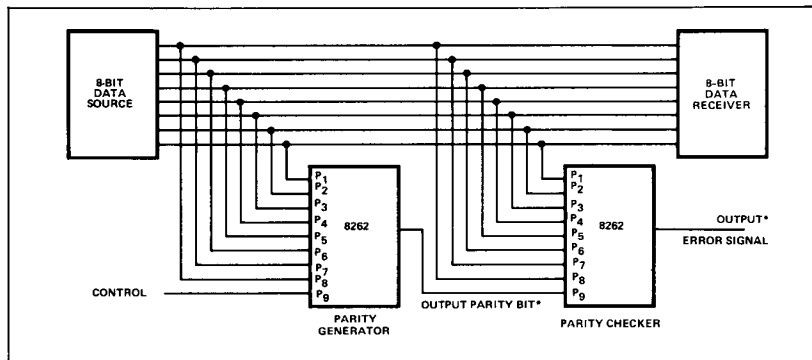 8-BIT
DATA
SOURCE
8-BIT
DATA
RECEIVER
P1
P2
P3
P4
P5
P6
P7
P8
P9
8262
CONTROL
PARITY
GENERATOR
OUTPUT PARITY BIT*
P1
P2
P3
P4
P5
P6
P7
P8
P9
8262
OUTPUT*
ERROR SIGNAL
PARITY CHECKER